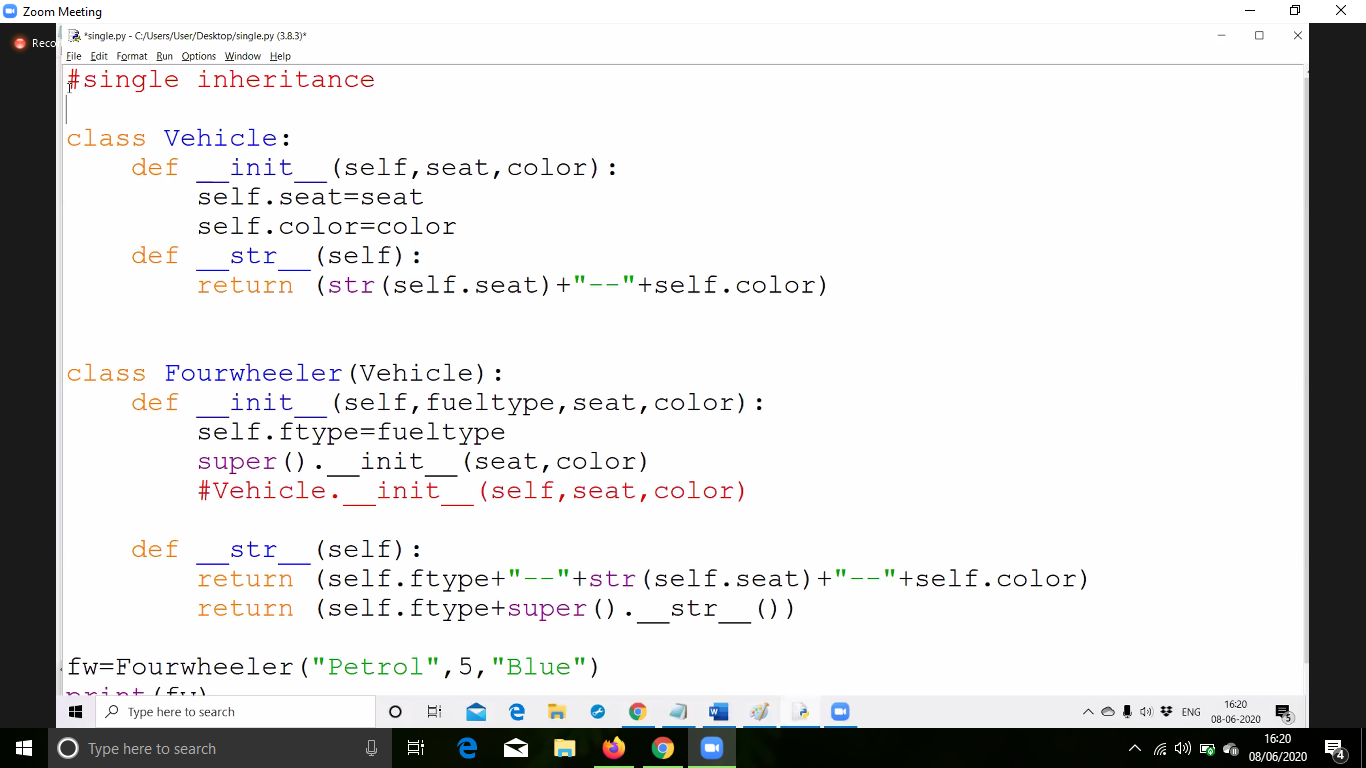 Zoom Meeting
Reco
*single.py - C:/Users/User/Desktop/single.py (3.8.3)*
File Edit Format Run Options Window Help
#single inheritance
class Vehicle:
    def __init__(self,seat,color):
        self.seat=seat
        self.color=color
    def __str__(self):
        return (str(self.seat)+"--"+self.color)
class Fourwheeler(Vehicle):
    def __init__(self,fueltype,seat,color):
        self.ftype=fueltype
        super().__init__(seat,color)
        #Vehicle.__init__(self,seat,color)
    def __str__(self):
        return (self.ftype+"--"+str(self.seat)+"--"+self.color)
        return (self.ftype+super().__str__())
fw=Fourwheeler("Petrol",5,"Blue")
print(fw)
Type here to search
ENG
16:20
08-06-2020
5
Type here to search
16:20
08/06/2020
4